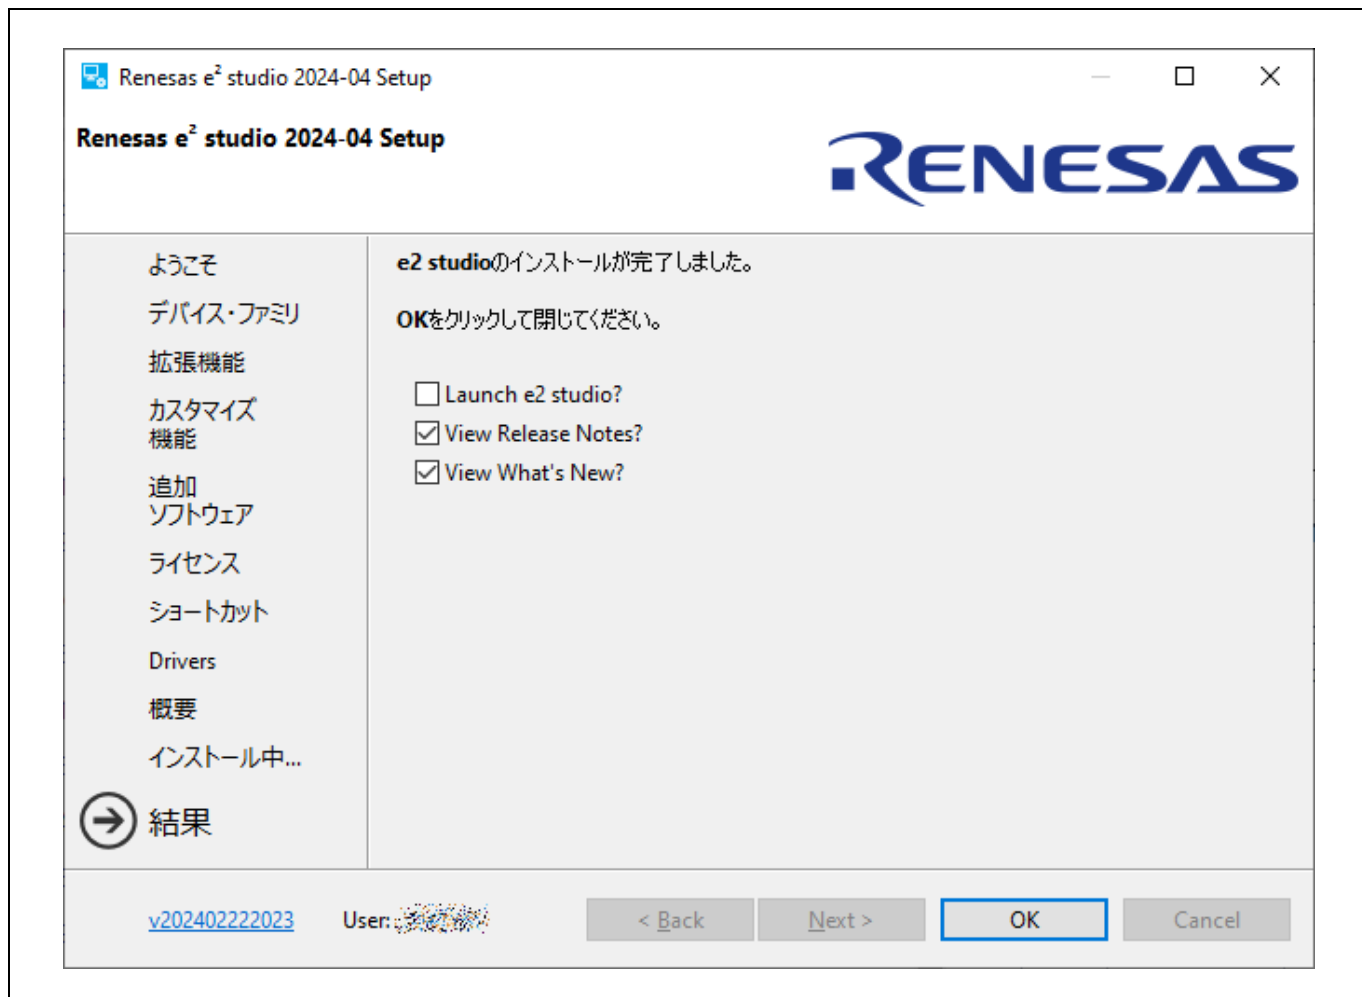 Renesas e² studio 2024-04 Setup
Renesas e² studio 2024-04 Setup
RENESAS
ようこそ
デバイス・ファミリ
拡張機能
カスタマイズ
機能
追加
ソフトウェア
ライセンス
ショートカット
Drivers
概要
インストール中...
結果
e2 studioのインストールが完了しました。
OKをクリックして閉じてください。
Launch e2 studio?
View Release Notes?
View What's New?
v202402222023
User:
< Back
Next >
OK
Cancel